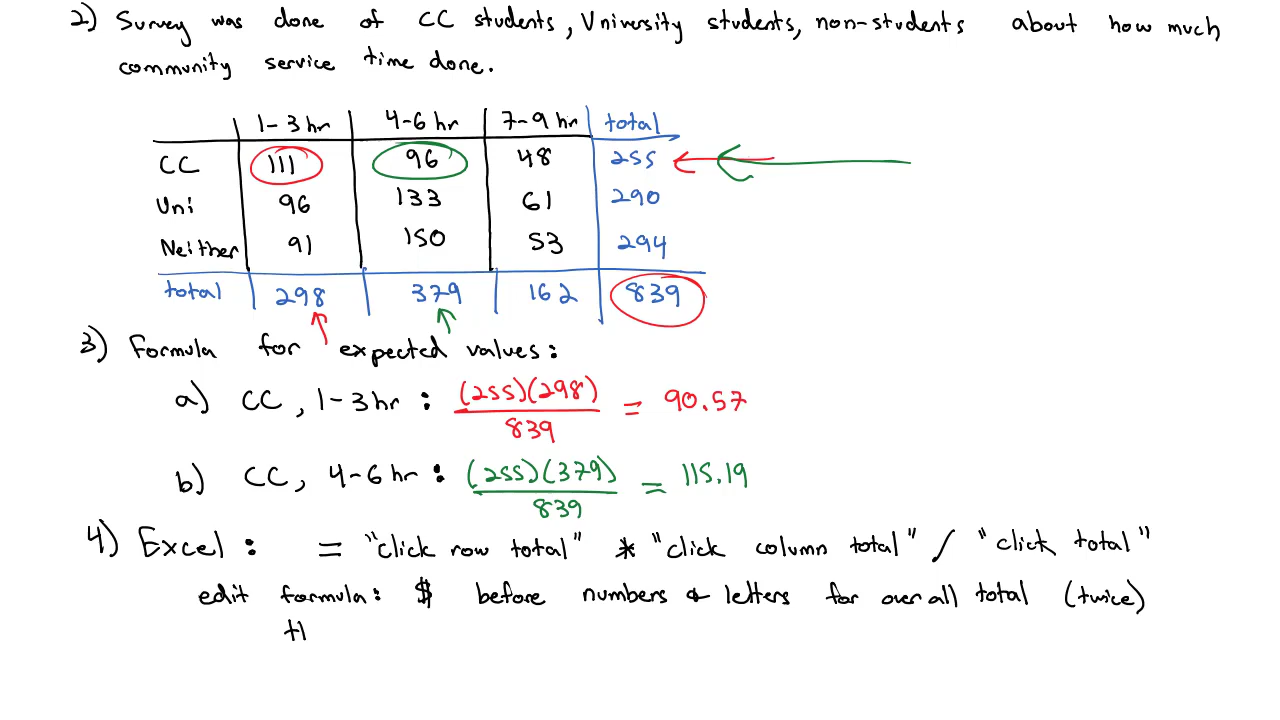 2) Survey was done of CC students, University students, non-students about how much
community service time done.
1-3 hr 4-6 hr 7-9 hr total
CC 111 96 48 255
Uni 96 133 61 290
Neither 91 150 53 294
total 298 379 162 839
3) Formula for expected values:
a) CC, 1-3 hr: (255)(298) / 839 = 90.57
b) CC, 4-6 hr: (255)(379) / 839 = 115.19
4) Excel: = "click row total" * "click column total" / "click total"
edit formula: $ before numbers & letters for over all total (twice)